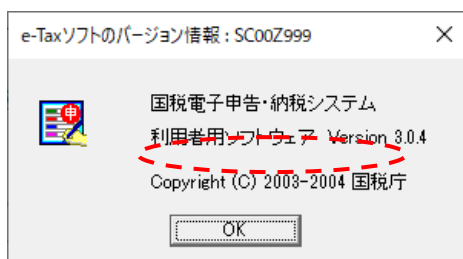 e-Taxソフトのバージョン情報 : SC00Z999
申
国税電子申告・納税システム
利用者用ソフトウェア Version 3.0.4
Copyright (C) 2003-2004 国税庁
OK